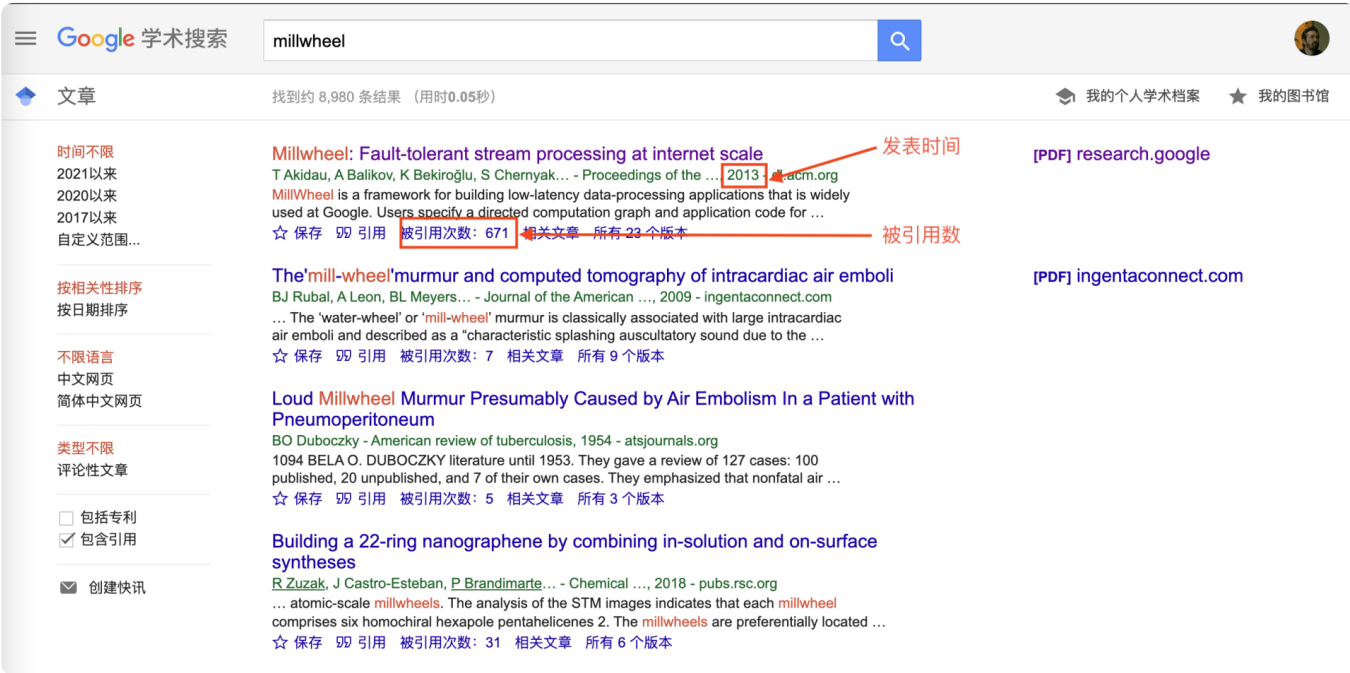 Google 学术搜索
millwheel
文章
找到约 8,980 条结果 （用时0.05秒）
我的个人学术档案
我的图书馆
时间不限
2021以来
2020以来
2017以来
自定义范围...
按相关性排序
按日期排序
不限语言
中文网页
简体中文网页
类型不限
评论性文章
包括专利
包含引用
创建快讯
Millwheel: Fault-tolerant stream processing at internet scale
T Akidau, A Balikov, K Bekiroğlu, S Chernyak… - Proceedings of the …, 2013 - dl.acm.org
MillWheel is a framework for building low-latency data-processing applications that is widely
used at Google. Users specify a directed computation graph and application code for …
保存 引用 被引用次数：671 相关文章 所有 23 个版本
[PDF] research.google
发表时间
被引用数
The'mill-wheel'murmur and computed tomography of intracardiac air emboli
BJ Rubal, A Leon, BL Meyers… - Journal of the American …, 2009 - ingentaconnect.com
… The ‘water-wheel’ or ‘mill-wheel’ murmur is classically associated with large intracardiac
air emboli and described as a “characteristic splashing auscultatory sound due to the …
保存 引用 被引用次数：7 相关文章 所有 9 个版本
[PDF] ingentaconnect.com
Loud Millwheel Murmur Presumably Caused by Air Embolism In a Patient with
Pneumoperitoneum
BO Duboczky - American review of tuberculosis, 1954 - atsjournals.org
1094 BELA O. DUBOCZKY literature until 1953. They gave a review of 127 cases: 100
published, 20 unpublished, and 7 of their own cases. They emphasized that nonfatal air …
保存 引用 被引用次数：5 相关文章 所有 3 个版本
Building a 22-ring nanographene by combining in-solution and on-surface
syntheses
R Zuzak, J Castro-Esteban, P Brandimarte… - Chemical …, 2018 - pubs.rsc.org
… atomic-scale millwheels. The analysis of the STM images indicates that each millwheel
comprises six homochiral hexapole pentahelicenes 2. The millwheels are preferentially located …
保存 引用 被引用次数：31 相关文章 所有 6 个版本